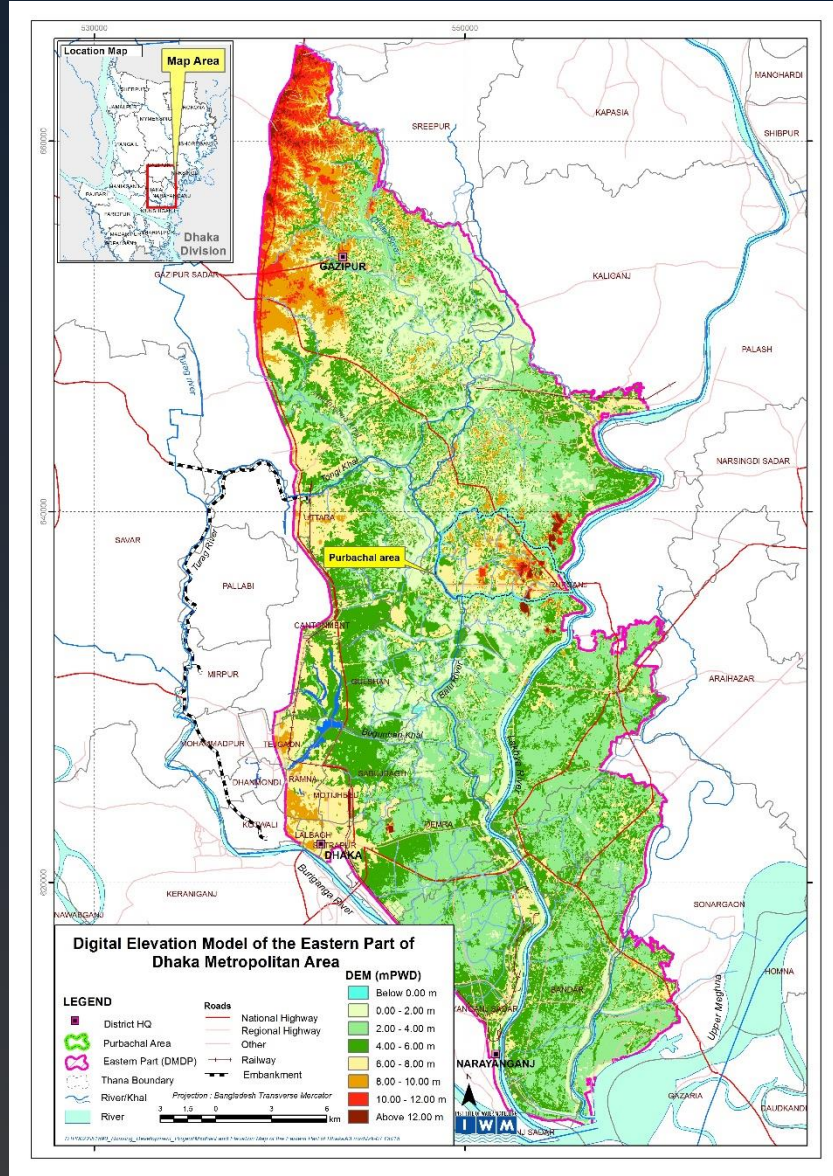 530000
560000
Location Map
Map Area
Dhaka
Division
MANOHARDI
KAPASIA
SHIBPUR
SREEPUR
660000
GAZIPUR
GAZIPUR SADAR
KALIGANJ
PALASH
Turag river
NARSINGDI SADAR
Tongi Khal
640000
UTTARA
SAVAR
Turag River
Purbachal area
PALLABI
RUPGANJ
CANTONMENT
MIRPUR
ARAIHAZAR
GULSHAN
Balu River
Begunbari Khal
MOHAMMADPUR
TEJGAON
Lakhya River
SABUJBAGH
DHANMONDI
RAMNA
MOTIJHEEL
KOTWALI
DEMRA
LALBAGH
SUTRAPUR
DHAKA
620000
KERANIGANJ
Buriganga River
NAWABGANJ
SONARGAON
HOMNA
Upper Meghna
BANDAR
NARAYANGANJ
GAZARIA
DAUDKANDI
Digital Elevation Model of the Eastern Part of
Dhaka Metropolitan Area
LEGEND
District HQ
Purbachal Area
Eastern Part (DMDP)
Thana Boundary
River/Khal
River
Roads
National Highway
Regional Highway
Other
Railway
Embankment
Projection : Bangladesh Transverse Mercator
3 1.5 0 3 6
km
DEM (mPWD)
Below 0.00 m
0.00 - 2.00 m
2.00 - 4.00 m
4.00 - 6.00 m
6.00 - 8.00 m
8.00 - 10.00 m
10.00 - 12.00 m
Above 12.00 m
N
IWM